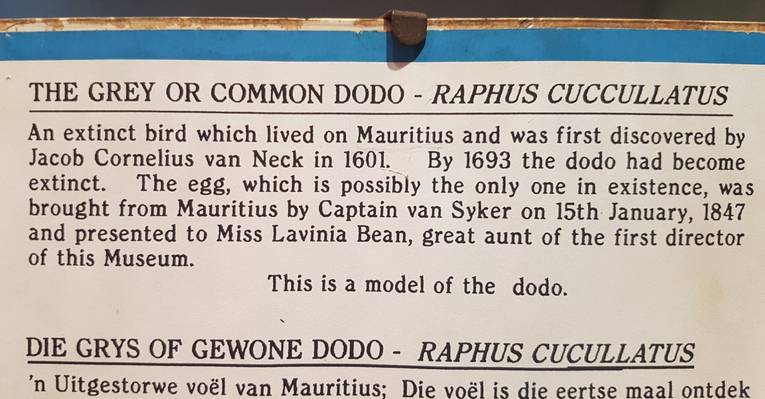 THE GREY OR COMMON DODO - RAPHUS CUCCULLATUS
An extinct bird which lived on Mauritius and was first discovered by
Jacob Cornelius van Neck in 1601. By 1693 the dodo had become
extinct. The egg, which is possibly the only one in existence, was
brought from Mauritius by Captain van Syker on 15th January, 1847
and presented to Miss Lavinia Bean, great aunt of the first director
of this Museum.
This is a model of the dodo.
DIE GRYS OF GEWONE DODO - RAPHUS CUCULLATUS
'n Uitgestorwe voël van Mauritius; Die voël is die eertse maal ontdek